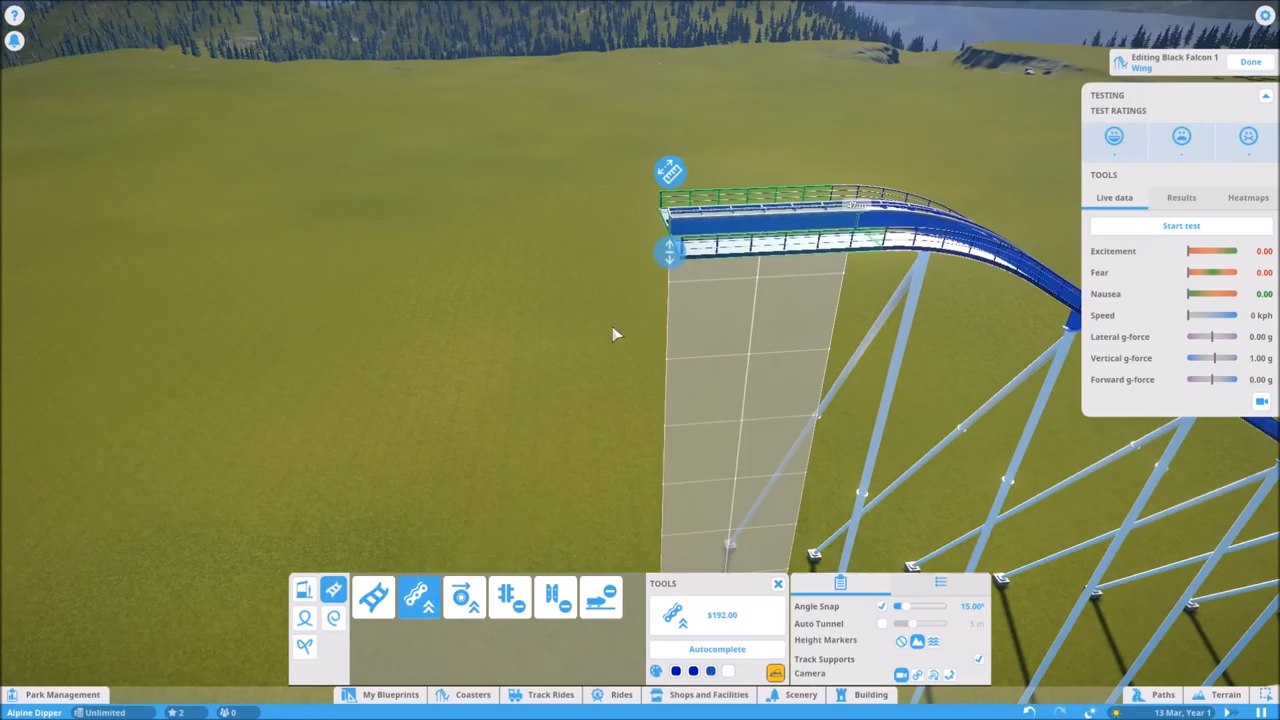 Editing Black Falcon 1
Wing
Done
TESTING
TEST RATINGS
- - -
TOOLS
Live data Results Heatmaps
Start test
Excitement 0.00
Fear 0.00
Nausea 0.00
Speed 0 kph
Lateral g-force 0.00 g
Vertical g-force 1.00 g
Forward g-force 0.00 g
TOOLS
$192.00
Autocomplete
Angle Snap 15.00°
Auto Tunnel 3 m
Height Markers
Track Supports
Camera
Park Management My Blueprints Coasters Track Rides Rides Shops and Facilities Scenery Building Paths Terrain
Alpine Dipper Unlimited 2 0 13 Mar, Year 1